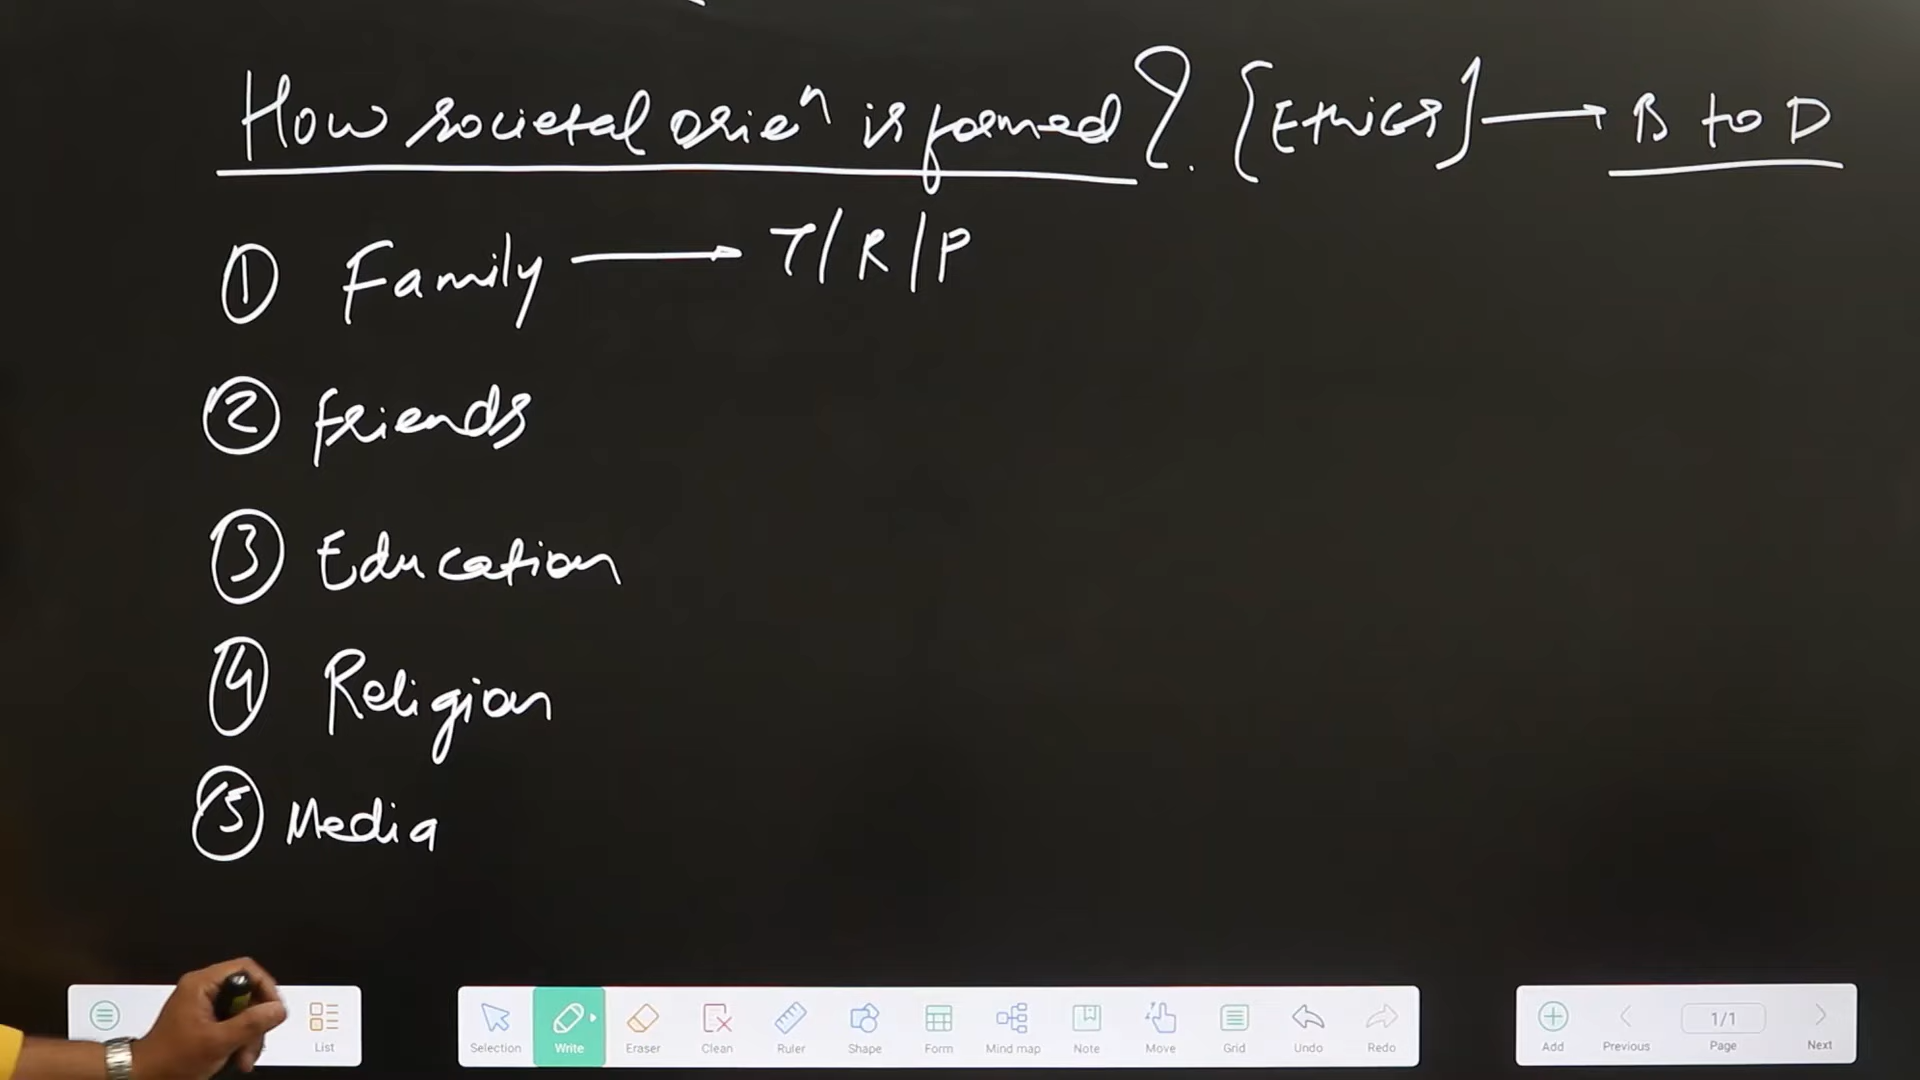 How societal orieⁿ is formed? [Ethics] → B to D
① Family → T/R/P
② friends
③ Education
④ Religion
⑤ Media
List
Selection Write Eraser Clean Ruler Shape Form Mind map Note Move Grid Undo Redo
Add Previous 1/1 Page Next